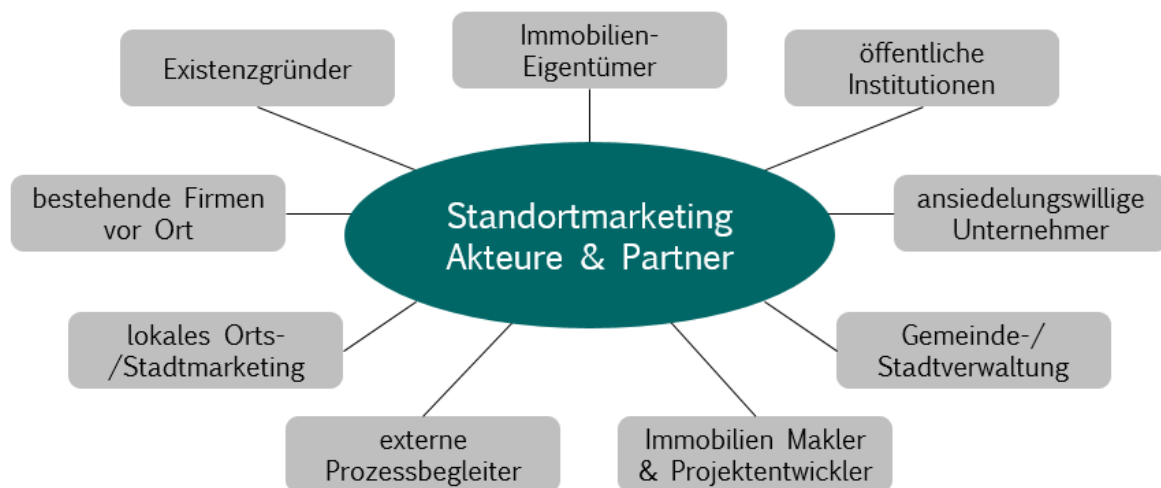 Existenzgründer
Immobilien-
Eigentümer
öffentliche
Institutionen
bestehende Firmen
vor Ort
Standortmarketing
Akteure & Partner
ansiedelungswillige
Unternehmer
lokales Orts-
/Stadtmarketing
Gemeinde-/
Stadtverwaltung
externe
Prozessbegleiter
Immobilien Makler
& Projektentwickler